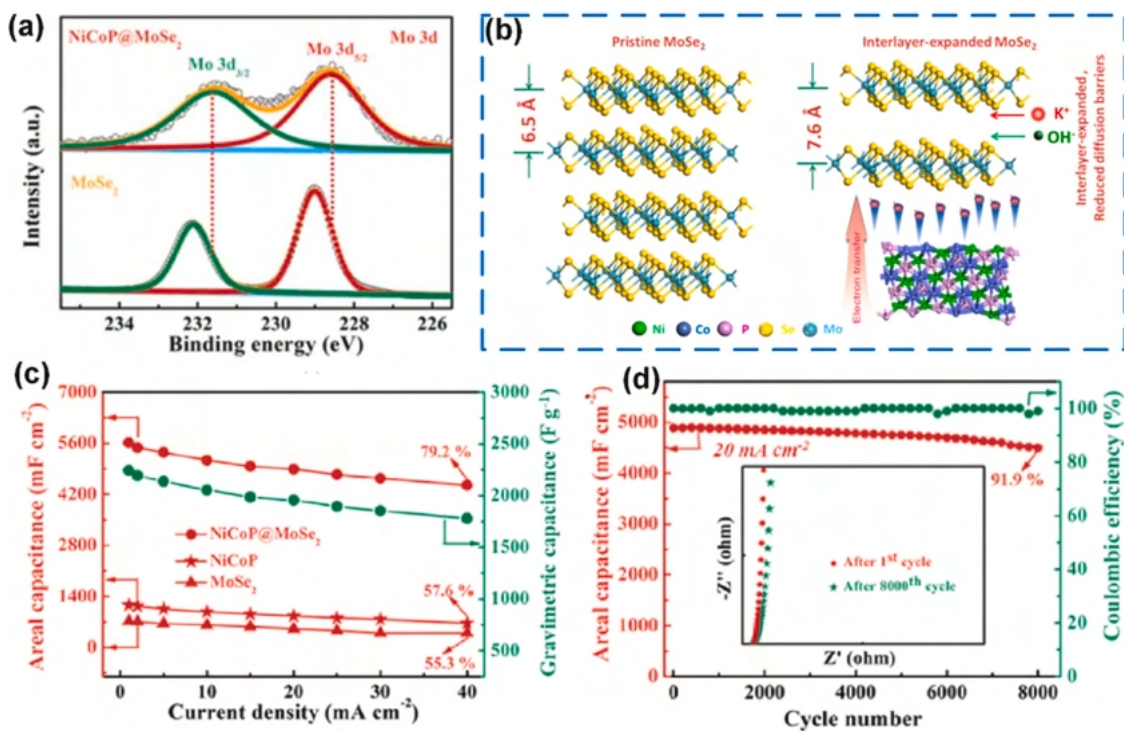 (a)
NiCoP@MoSe₂
Mo 3d
Mo 3d₃/₂
Mo 3d₅/₂
MoSe₂
Intensity (a.u.)
234 232 230 228 226
Binding energy (eV)
(b)
Pristine MoSe₂
Interlayer-expanded MoSe₂
6.5 Å
7.6 Å
K⁺
OH⁻
Interlayer-expanded,
Reduced diffusion barriers
Electron transfer
Ni Co P Se Mo
(c)
Areal capacitance (mF cm⁻²)
7000
5600
4200
2800
1400
0
79.2 %
NiCoP@MoSe₂
NiCoP
MoSe₂
57.6 %
55.3 %
3000
2500
2000
1500
1000
500
0
Gravimetric capacitance (F g⁻¹)
0 10 20 30 40
Current density (mA cm⁻²)
(d)
Areal capacitance (mF cm⁻²)
5000
4000
3000
2000
1000
0
20 mA cm⁻²
91.9 %
-Z'' (ohm)
After 1ˢᵗ cycle
After 8000ᵗʰ cycle
Z' (ohm)
100
80
60
40
20
0
Coulombic efficiency (%)
0 2000 4000 6000 8000
Cycle number